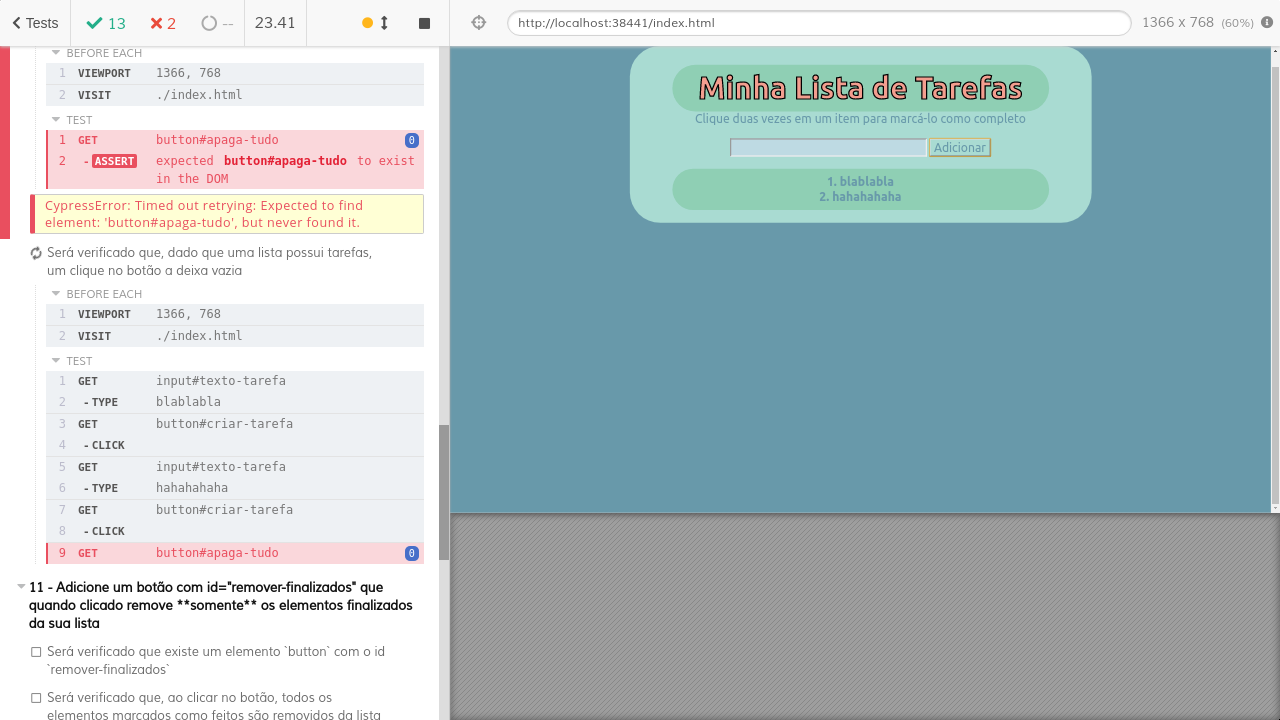 Tests
13
2
--
23.41
http://localhost:38441/index.html
1366 x 768 (60%)
BEFORE EACH
1 VIEWPORT 1366, 768
2 VISIT ./index.html
TEST
1 GET button#apaga-tudo 0
2 - ASSERT expected button#apaga-tudo to exist
in the DOM
CypressError: Timed out retrying: Expected to find
element: 'button#apaga-tudo', but never found it.
Será verificado que, dado que uma lista possui tarefas,
um clique no botão a deixa vazia
BEFORE EACH
1 VIEWPORT 1366, 768
2 VISIT ./index.html
TEST
1 GET input#texto-tarefa
2 - TYPE blablabla
3 GET button#criar-tarefa
4 - CLICK
5 GET input#texto-tarefa
6 - TYPE hahahahaha
7 GET button#criar-tarefa
8 - CLICK
9 GET button#apaga-tudo 0
11 - Adicione um botão com id="remover-finalizados" que
quando clicado remove **somente** os elementos finalizados
da sua lista
Será verificado que existe um elemento `button` com o id
`remover-finalizados`
Será verificado que, ao clicar no botão, todos os
elementos marcados como feitos são removidos da lista
Minha Lista de Tarefas
Clique duas vezes em um item para marcá-lo como completo
Adicionar
1. blablabla
2. hahahahaha